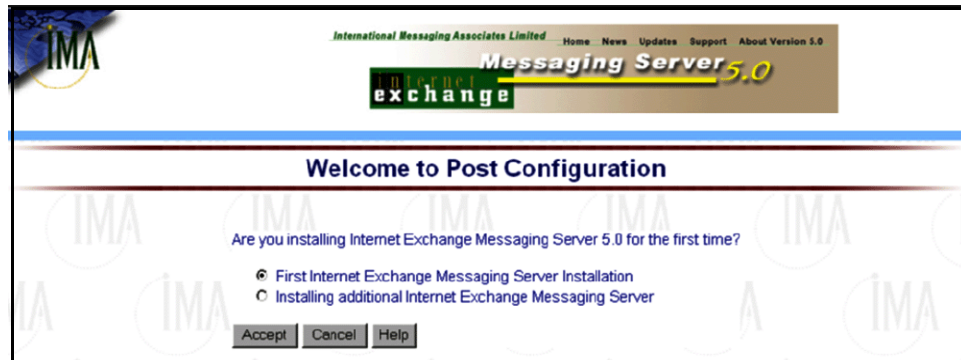 IMA
International Messaging Associates Limited
Home News Updates Support About Version 5.0
Messaging Server 5.0
internet
exchange
Welcome to Post Configuration
Are you installing Internet Exchange Messaging Server 5.0 for the first time?
First Internet Exchange Messaging Server Installation
Installing additional Internet Exchange Messaging Server
Accept Cancel Help